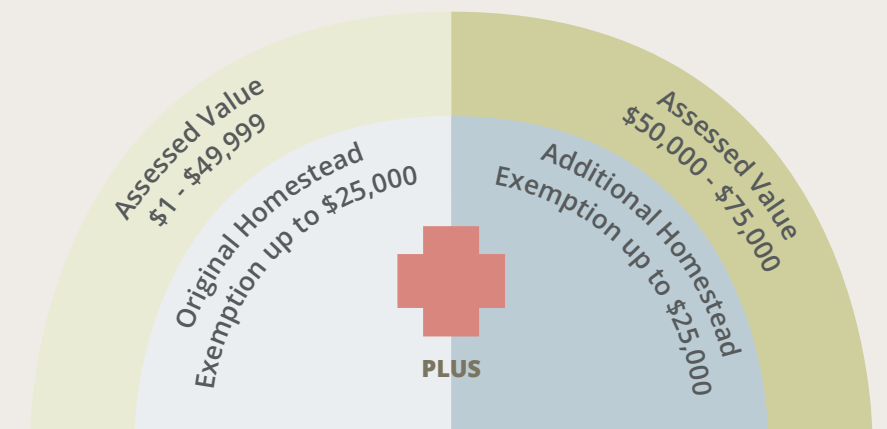 Assessed Value
$1 - $49,999
Original Homestead
Exemption up to $25,000
Assessed Value
$50,000 - $75,000
Additional Homestead
Exemption up to $25,000
PLUS